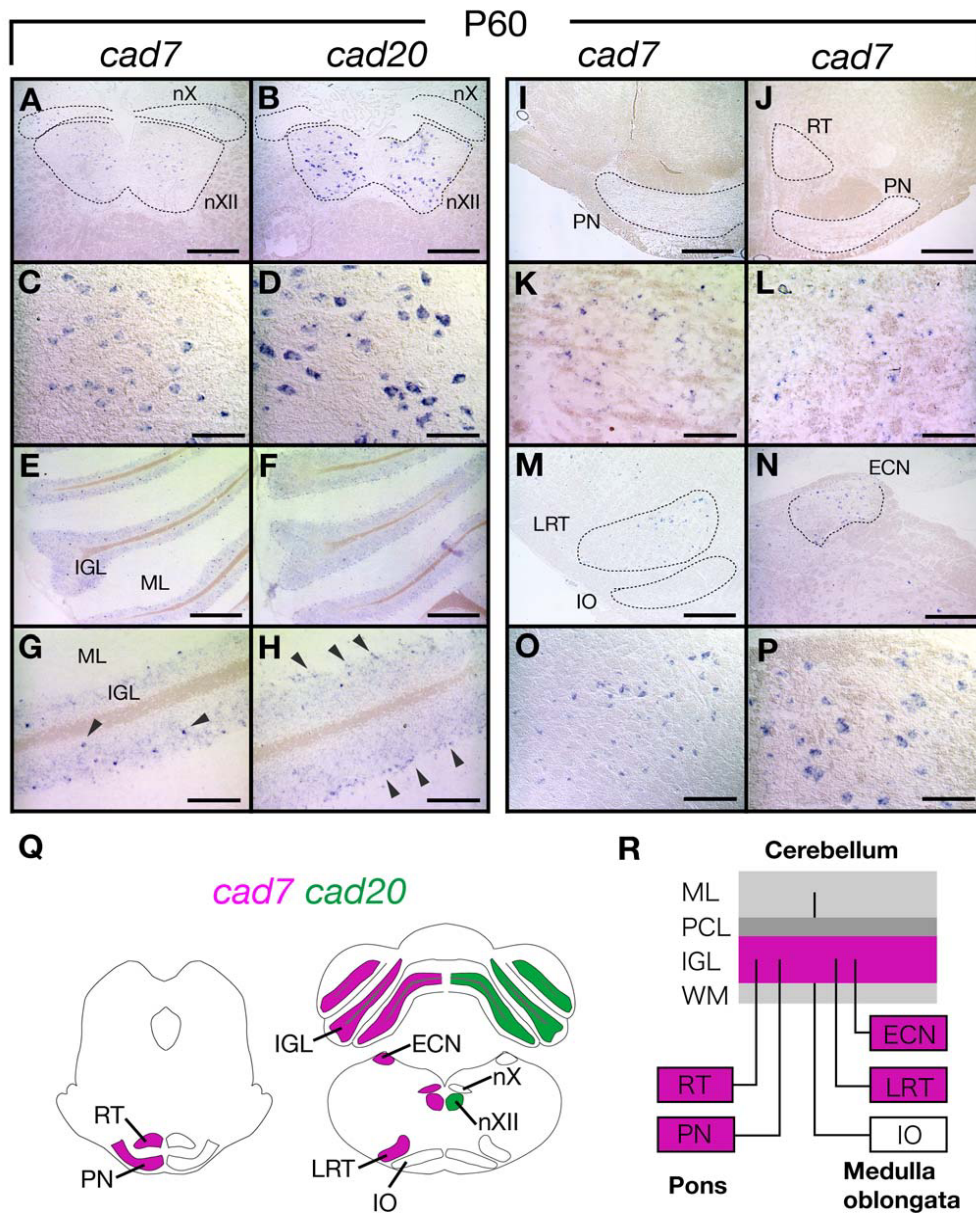 P60
cad7 cad20 cad7 cad7
A nX
nXII
B nX
nXII
I PN
J RT
PN
C D K L
E IGL ML
F
M LRT
IO
N ECN
G ML
IGL
H O P
Q
cad7 cad20
RT
PN
IGL
ECN
nX
nXII
LRT
IO
R
Cerebellum
ML
PCL
IGL
WM
ECN
RT LRT
PN IO
Pons Medulla
oblongata